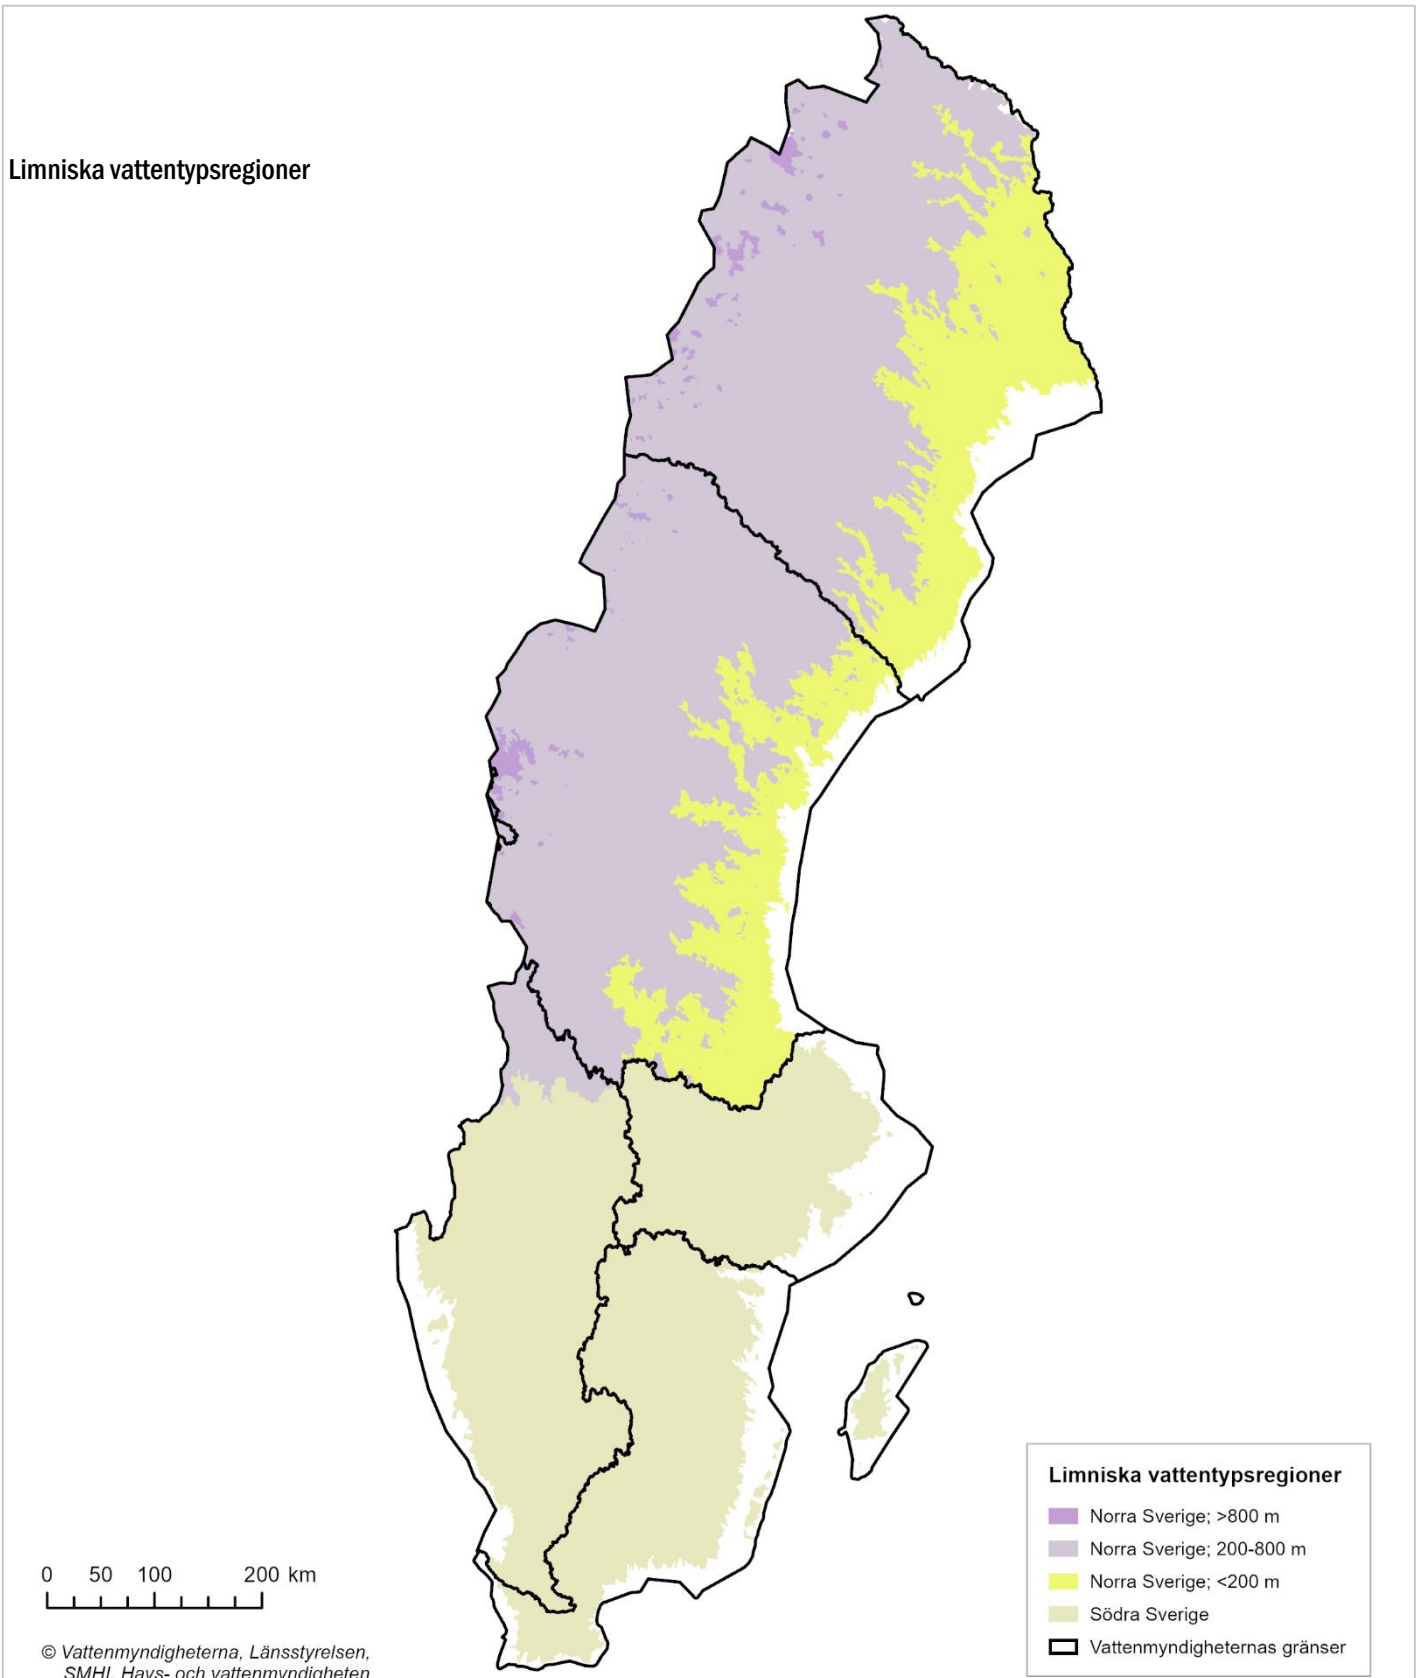 Limniska vattentypsregioner
Limniska vattentypsregioner
Norra Sverige; >800 m
Norra Sverige; 200-800 m
Norra Sverige; <200 m
Södra Sverige
Vattenmyndigheternas gränser
0 50 100 200 km
© Vattenmyndigheterna, Länsstyrelsen,
SMHI, Havs- och vattenmyndigheten